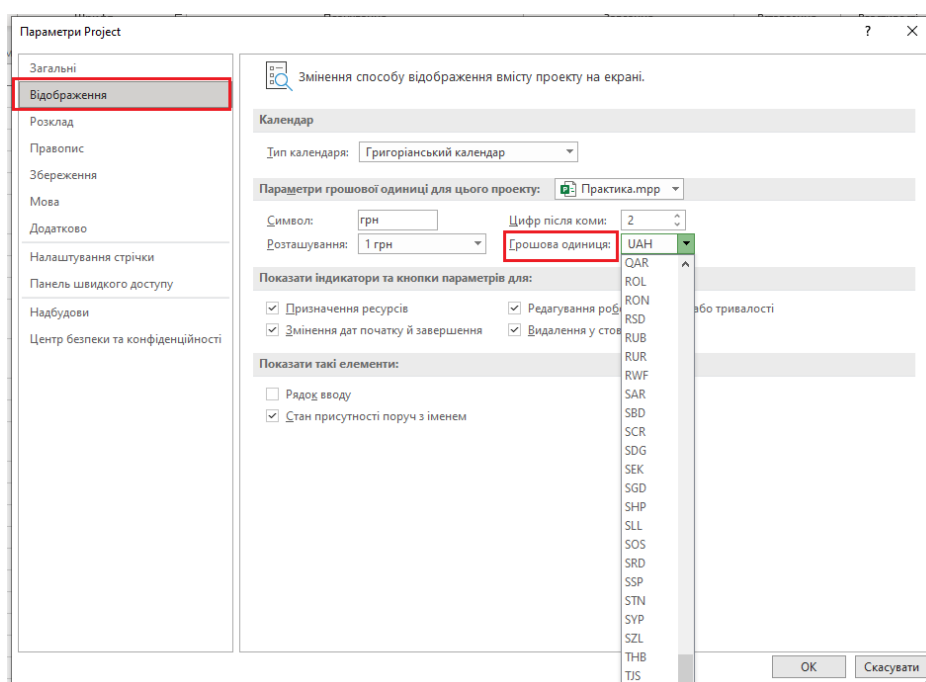 Параметри Project ? ×
Загальні
Відображення
Розклад
Правопис
Збереження
Мова
Додатково
Налаштування стрічки
Панель швидкого доступу
Надбудови
Центр безпеки та конфіденційності
Змінення способу відображення вмісту проекту на екрані.
Календар
Тип календаря: Григоріанський календар
Параметри грошової одиниці для цього проекту: Практика.mpp
Символ: грн Цифр після коми: 2
Розташування: 1 грн Грошова одиниця: UAH
Показати індикатори та кнопки параметрів для:
Призначення ресурсів Редагування або тривалості
Змінення дат початку й завершення Видалення у
Показати такі елементи:
Рядок вводу
Стан присутності поруч з іменем
QAR
ROL
RON
RSD
RUB
RUR
RWF
SAR
SBD
SCR
SDG
SEK
SGD
SHP
SLL
SOS
SRD
SSP
STN
SYP
SZL
THB
TJS
OK Скасувати